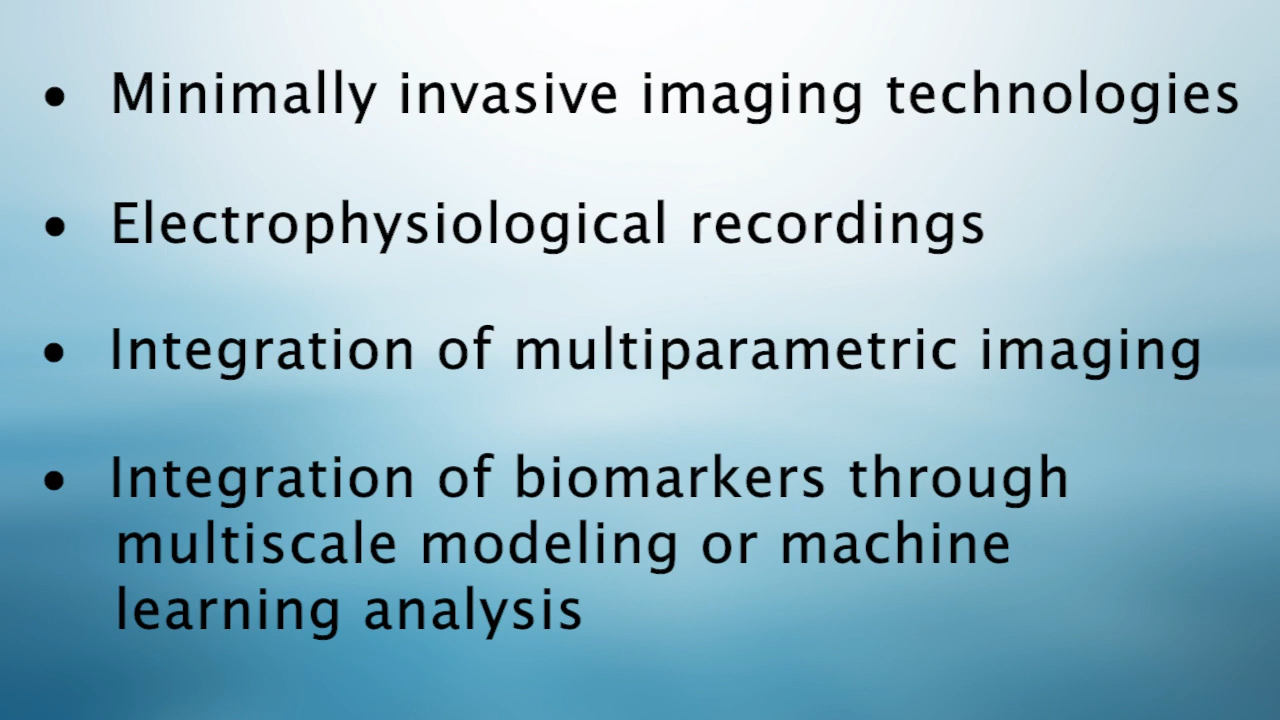 • Minimally invasive imaging technologies
• Electrophysiological recordings
• Integration of multiparametric imaging
• Integration of biomarkers through
multiscale modeling or machine
learning analysis